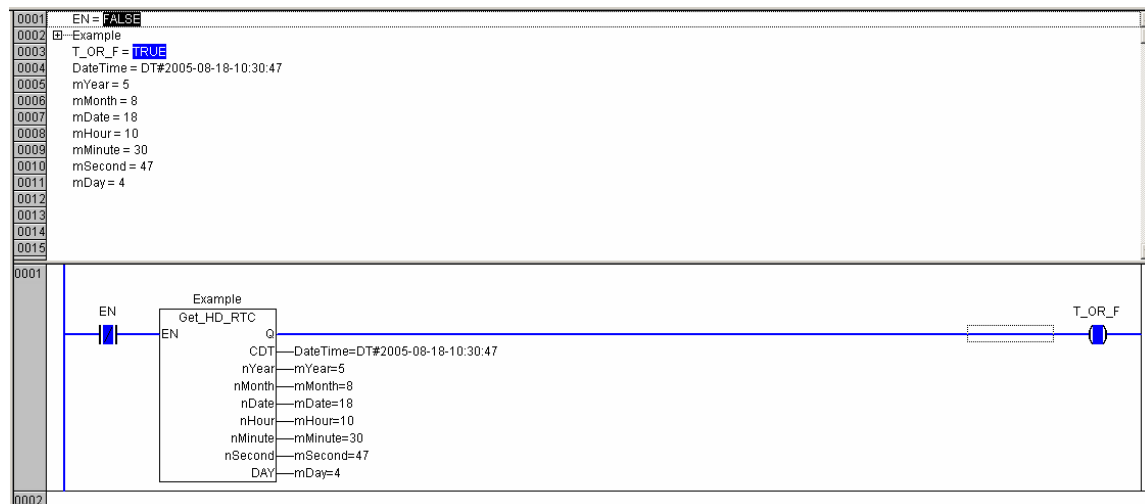 0001 EN = FALSE
0002 Example
0003 T_OR_F = TRUE
0004 DateTime = DT#2005-08-18-10:30:47
0005 mYear = 5
0006 mMonth = 8
0007 mDate = 18
0008 mHour = 10
0009 mMinute = 30
0010 mSecond = 47
0011 mDay = 4
0012
0013
0014
0015
0001
Example
EN Get_HD_RTC T_OR_F
EN Q
CDT DateTime=DT#2005-08-18-10:30:47
nYear mYear=5
nMonth mMonth=8
nDate mDate=18
nHour mHour=10
nMinute mMinute=30
nSecond mSecond=47
DAY mDay=4
0002